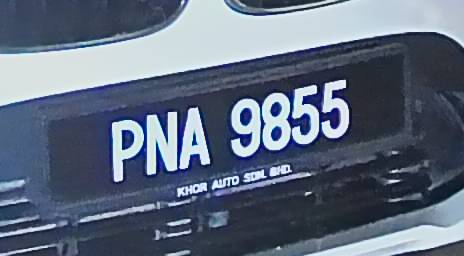 PNA 9855
KHOR AUTO SDN. BHD.